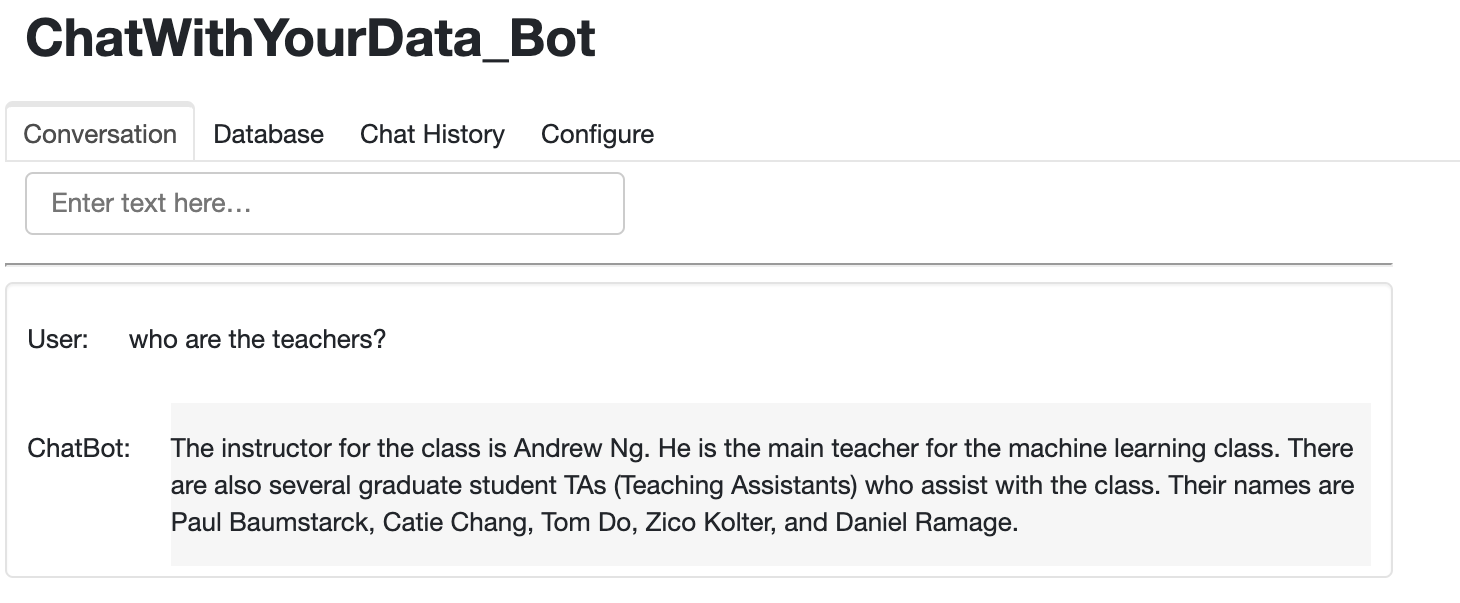 ChatWithYourData_Bot
Conversation Database Chat History Configure
Enter text here...
User: who are the teachers?
ChatBot: The instructor for the class is Andrew Ng. He is the main teacher for the machine learning class. There
are also several graduate student TAs (Teaching Assistants) who assist with the class. Their names are
Paul Baumstarck, Catie Chang, Tom Do, Zico Kolter, and Daniel Ramage.